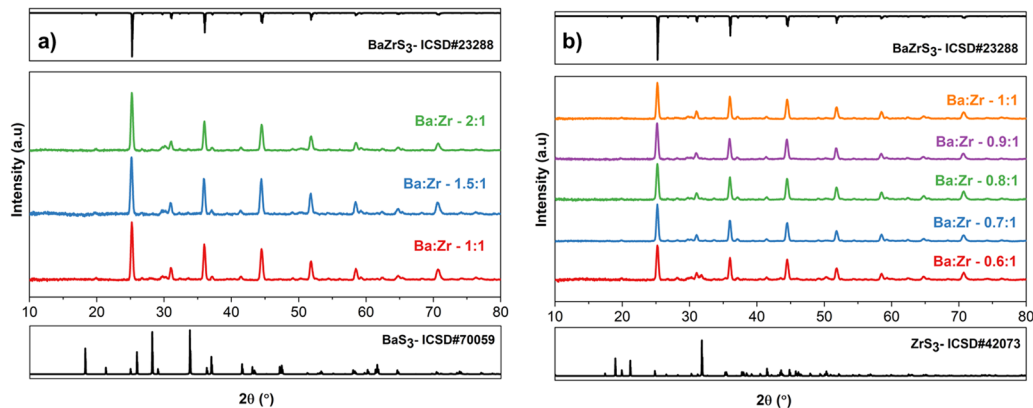 a)
BaZrS3- ICSD#23288
Ba:Zr - 2:1
Ba:Zr - 1.5:1
Ba:Zr - 1:1
Intensity (a.u)
10 20 30 40 50 60 70 80
BaS3- ICSD#70059
2θ (°)
b)
BaZrS3- ICSD#23288
Ba:Zr - 1:1
Ba:Zr - 0.9:1
Ba:Zr - 0.8:1
Ba:Zr - 0.7:1
Ba:Zr - 0.6:1
Intensity (a.u)
10 20 30 40 50 60 70 80
ZrS3- ICSD#42073
2θ (°)